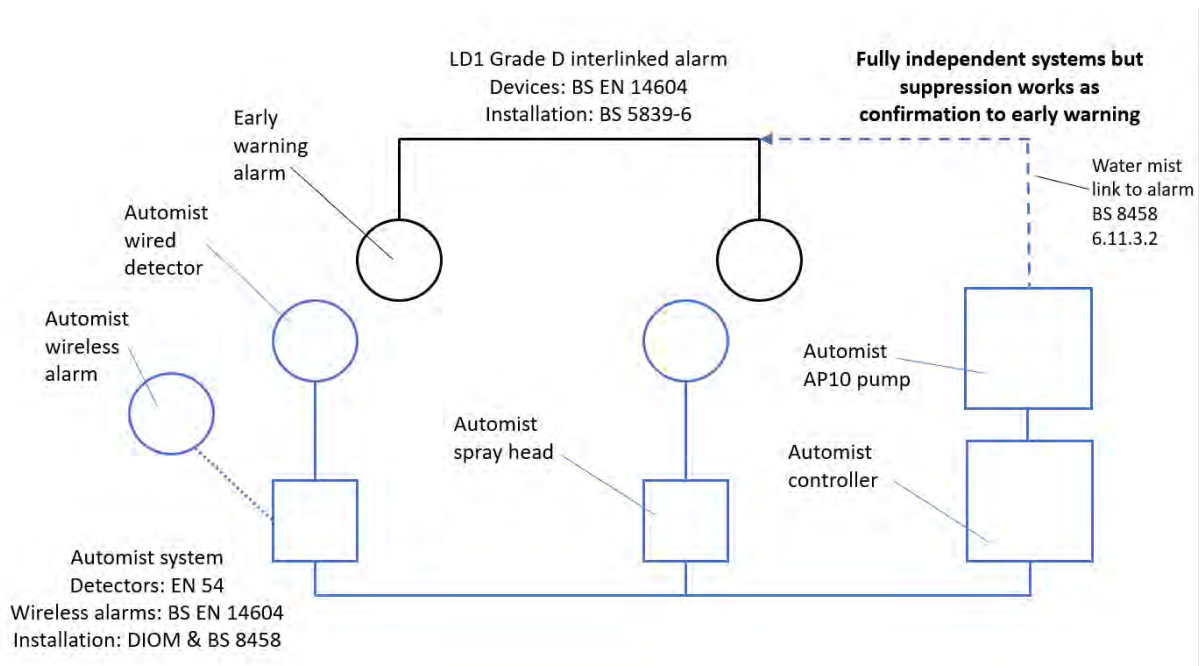 LD1 Grade D interlinked alarm
Devices: BS EN 14604
Installation: BS 5839-6
Fully independent systems but
suppression works as
confirmation to early warning
Early
warning
alarm
Water mist
link to alarm
BS 8458
6.11.3.2
Automist
wired
detector
Automist
wireless
alarm
Automist
AP10 pump
Automist
spray head
Automist
controller
Automist system
Detectors: EN 54
Wireless alarms: BS EN 14604
Installation: DIOM & BS 8458